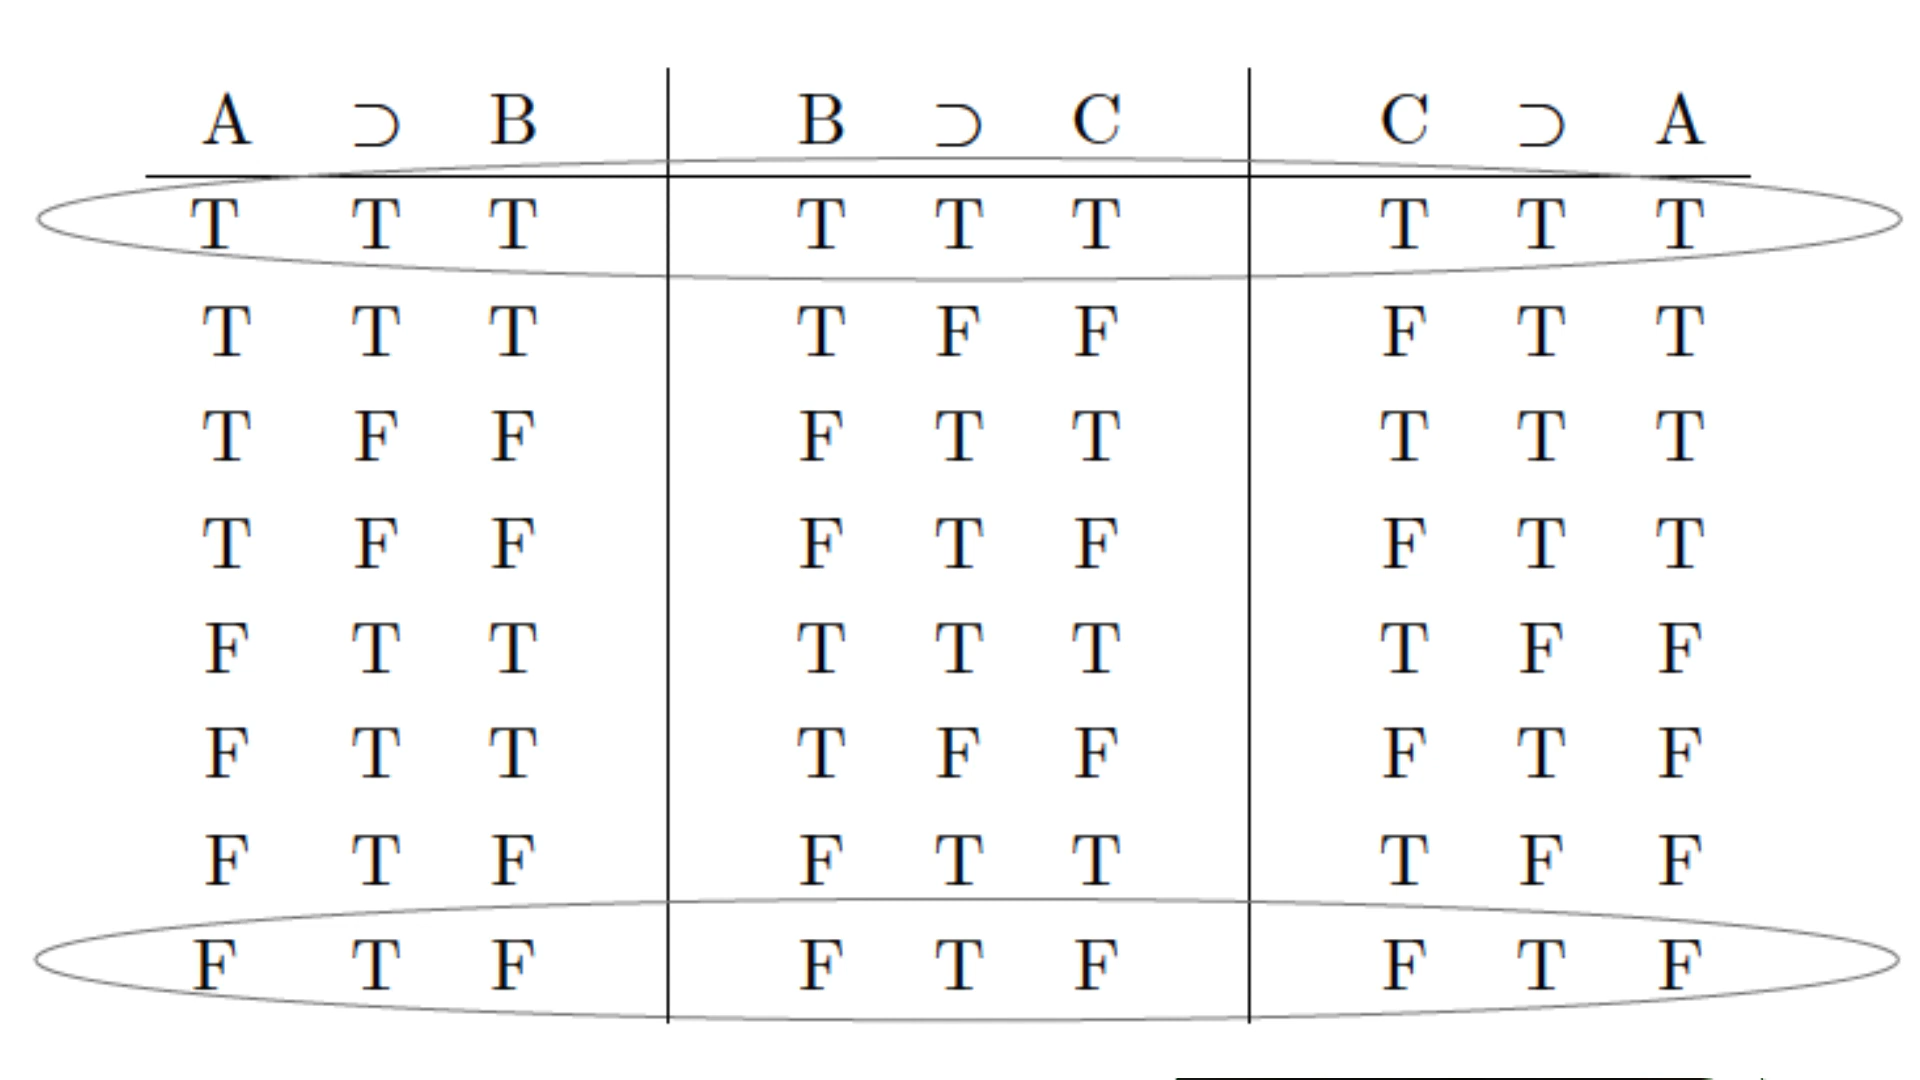 A ⊃ B B ⊃ C C ⊃ A
T T T T T T T T T
T T T T F F F T T
T F F F T T T T T
T F F F T F F T T
F T T T T T T F F
F T T T F F F T F
F T F F T T T F F
F T F F T F F T F